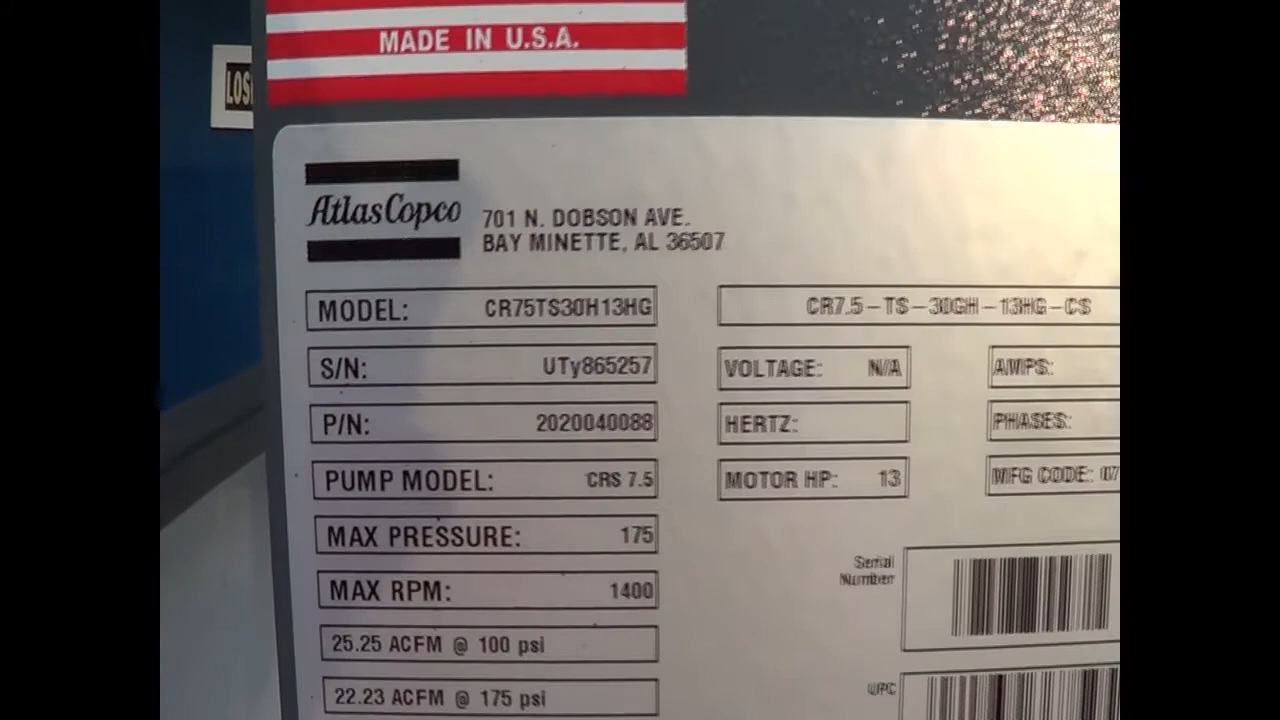 MADE IN U.S.A.
LOS
AtlasCopco
701 N. DOBSON AVE.
BAY MINETTE, AL 36507
MODEL: CR75TS30H13HG
CR7.5-TS-30GH-13HG-CS
S/N: UTy865257
VOLTAGE: N/A
AMPS:
P/N: 2020040088
HERTZ:
PHASES:
PUMP MODEL: CRS 7.5
MOTOR HP: 13
MFG CODE: 07
MAX PRESSURE: 175
MAX RPM: 1400
Serial
Number
25.25 ACFM @ 100 psi
22.23 ACFM @ 175 psi
UPC